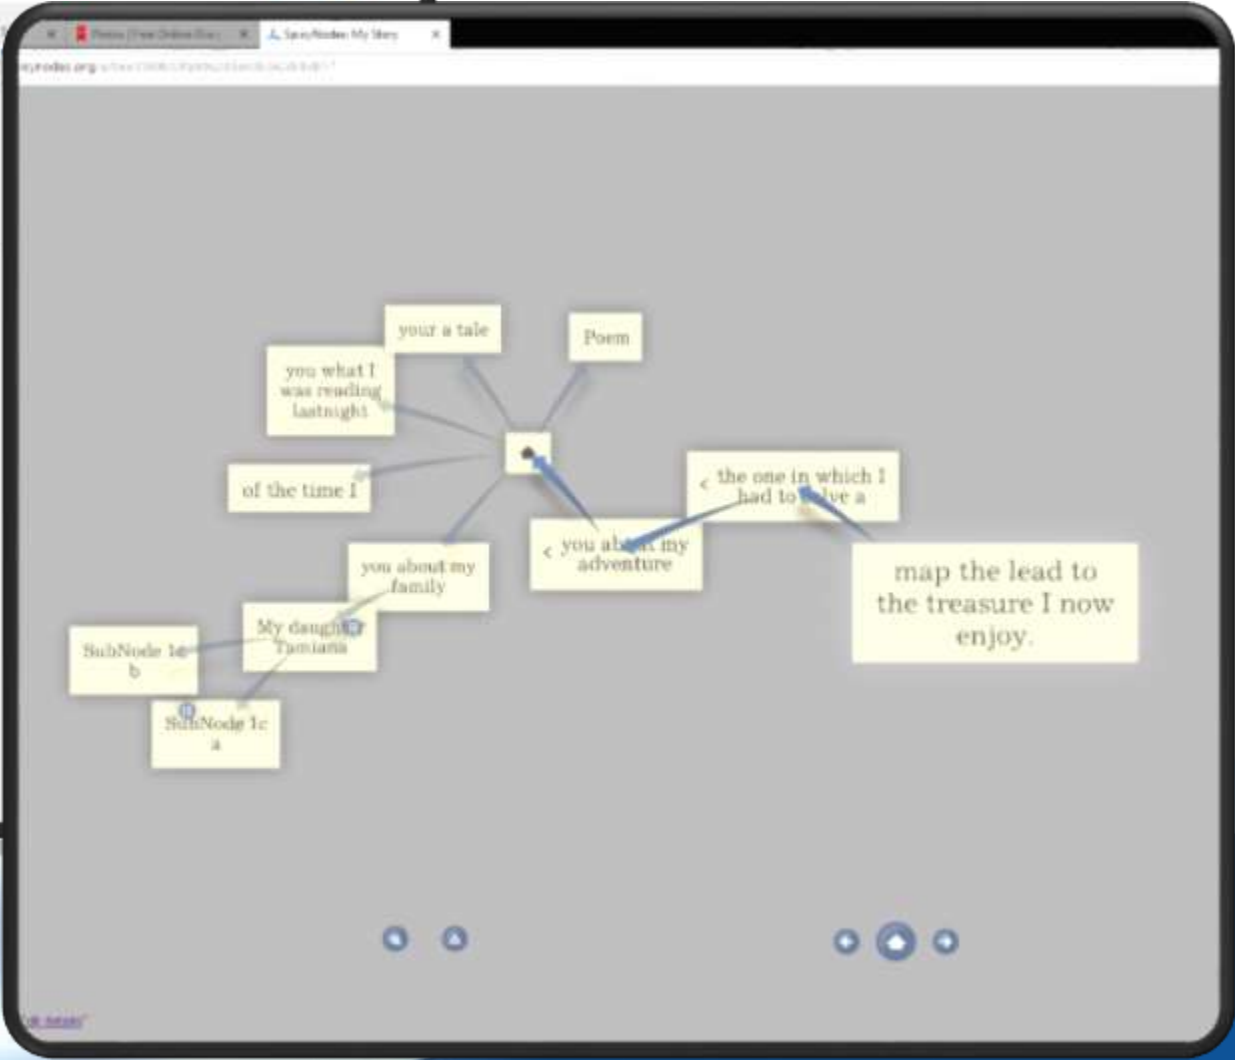 My Story
your a tale
Poem
you what I
was reading
lastnight
of the time I
< the one in which I
had to solve a
< you about my
adventure
you about my
family
map the lead to
the treasure I now
enjoy.
My daughter
Tamiana
SubNode 1c
b
SubNode 1c
a